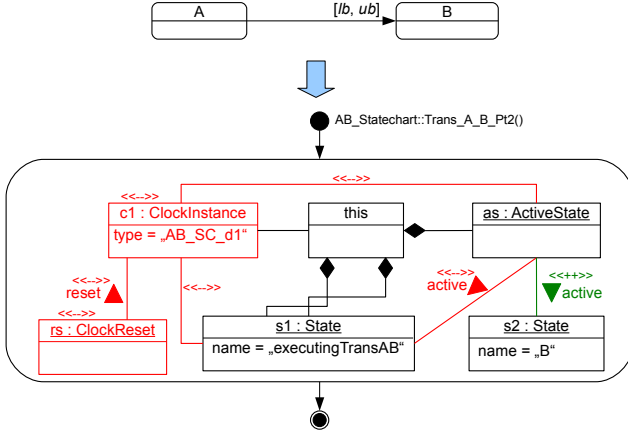 A
[lb, ub]
B
AB_Statechart::Trans_A_B_Pt2()
<<-->>
<<-->>
c1 : ClockInstance
type = „AB_SC_d1“
this
as : ActiveState
<<-->>
reset
<<-->>
<<-->>
active
<<++>>
active
<<-->>
rs : ClockReset
s1 : State
name = „executingTransAB“
s2 : State
name = „B“